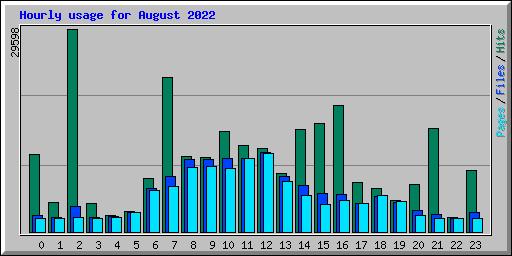 Hourly usage for August 2022
29598
Pages/Files/Hits
0 1 2 3 4 5 6 7 8 9 10 11 12 13 14 15 16 17 18 19 20 21 22 23